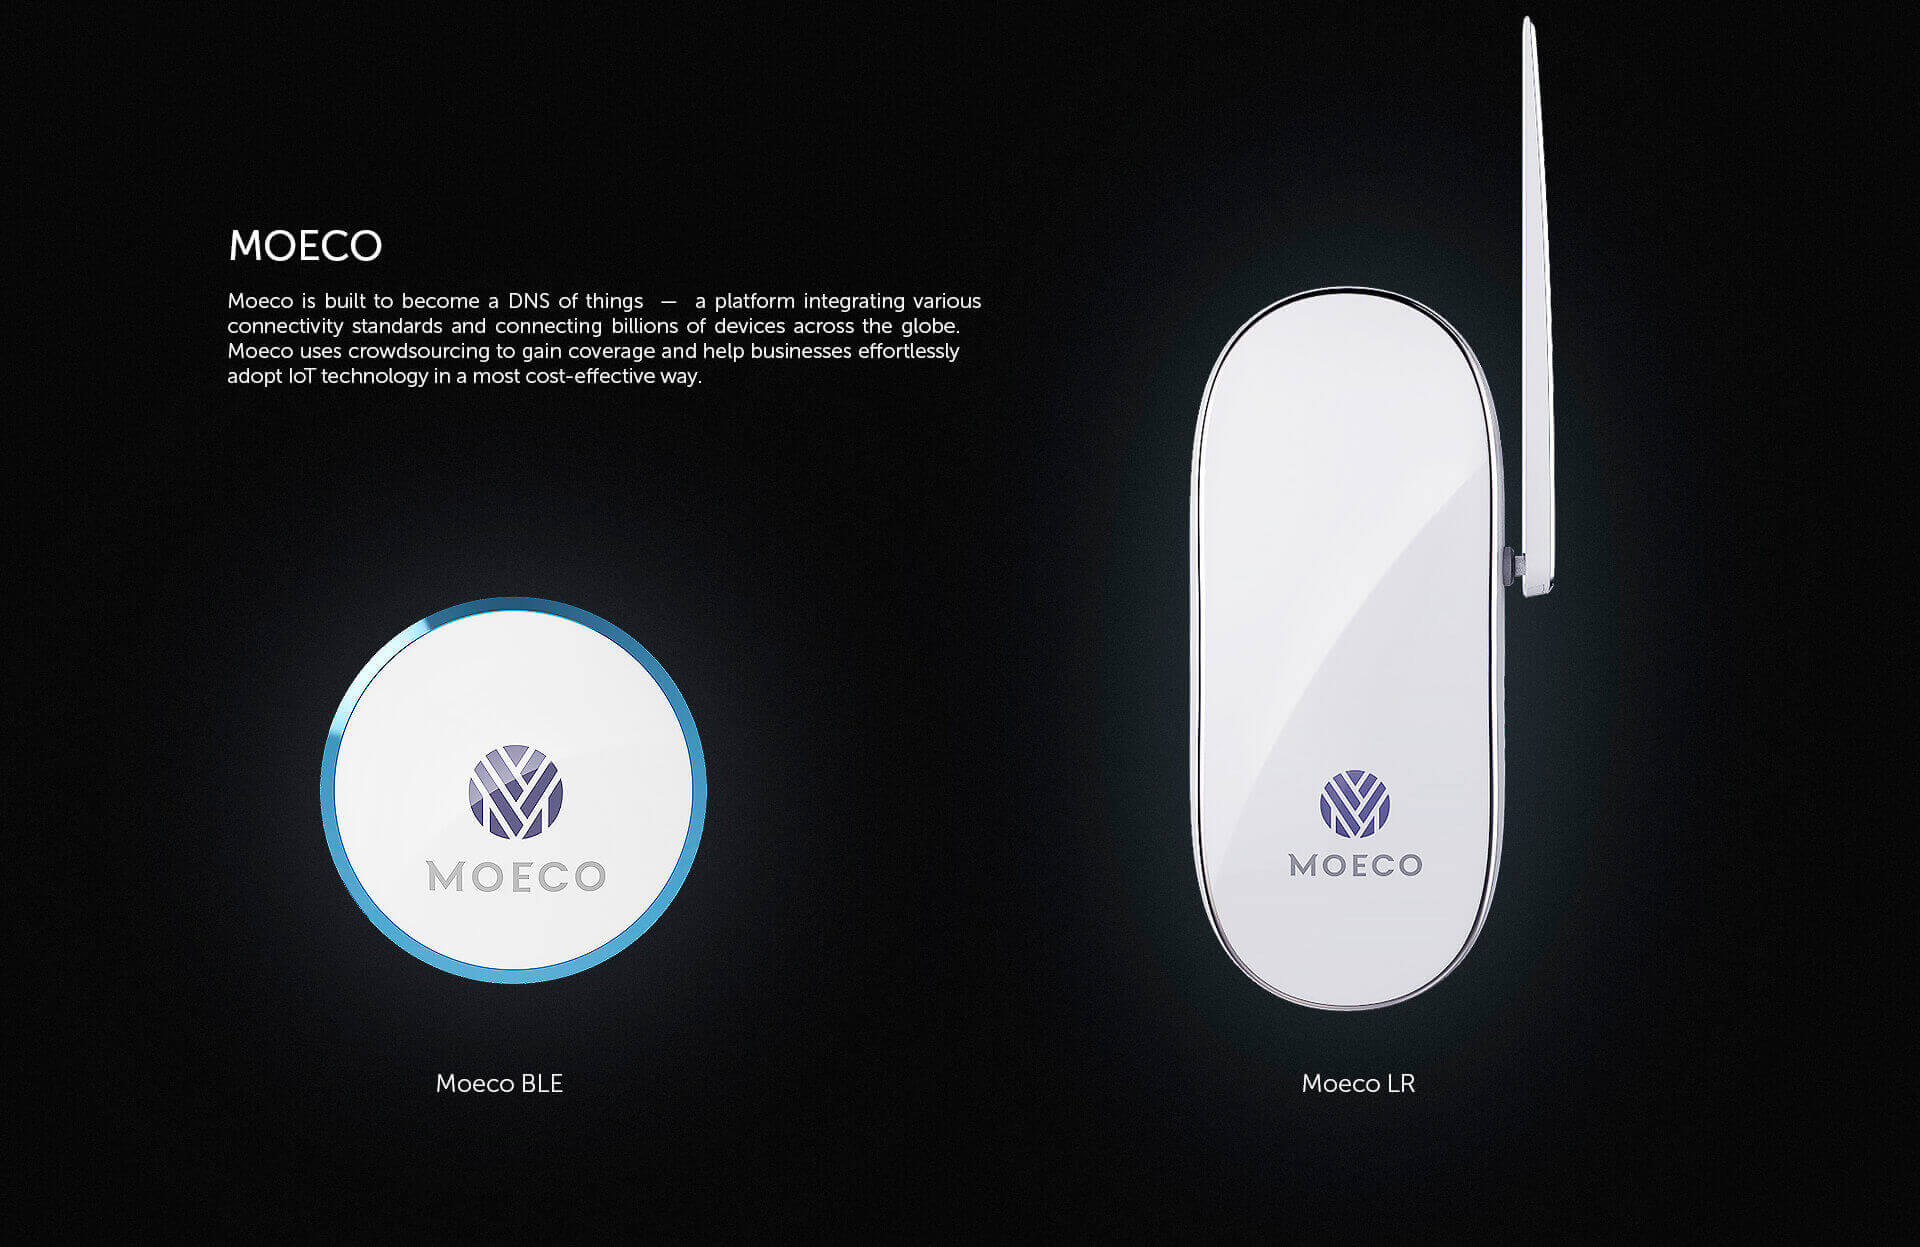 MOECO
Moeco is built to become a DNS of things — a platform integrating various
connectivity standards and connecting billions of devices across the globe.
Moeco uses crowdsourcing to gain coverage and help businesses effortlessly
adopt IoT technology in a most cost-effective way.
MOECO
MOECO
Moeco BLE
Moeco LR